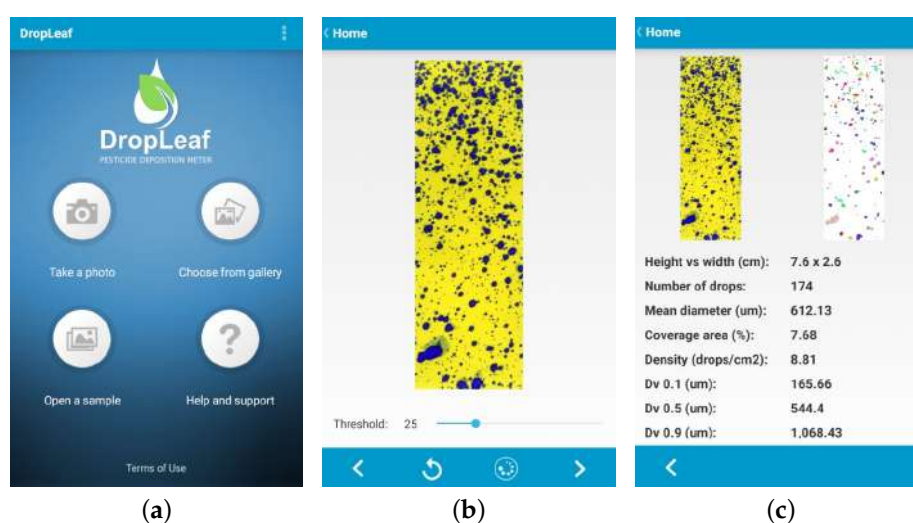 DropLeaf
DropLeaf
PESTICIDE DEPOSITION METER
Take a photo
Choose from gallery
Open a sample
?
Help and support
Terms of Use
(a)
Home
Threshold: 25
(b)
Home
Height vs width (cm): 7.6 x 2.6
Number of drops: 174
Mean diameter (um): 612.13
Coverage area (%): 7.68
Density (drops/cm2): 8.81
Dv 0.1 (um): 165.66
Dv 0.5 (um): 544.4
Dv 0.9 (um): 1,068.43
(c)